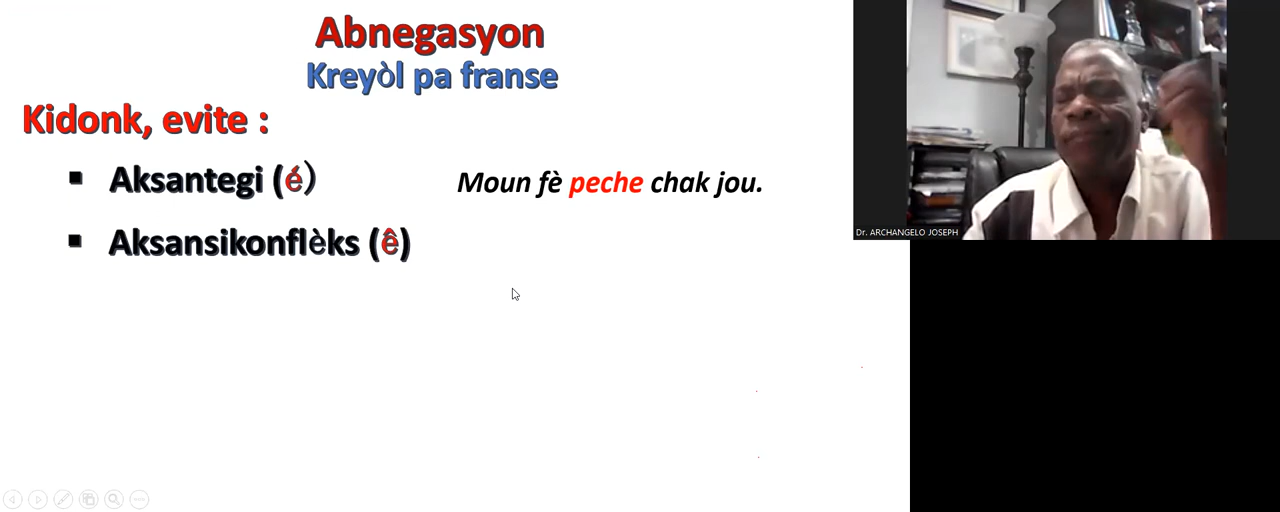 Abnegasyon
Kreyòl pa franse
Kidonk, evite :
▪ Aksantegi (é)
Moun fè peche chak jou.
▪ Aksansikonflèks (ê)
Dr. ARCHANGELO JOSEPH